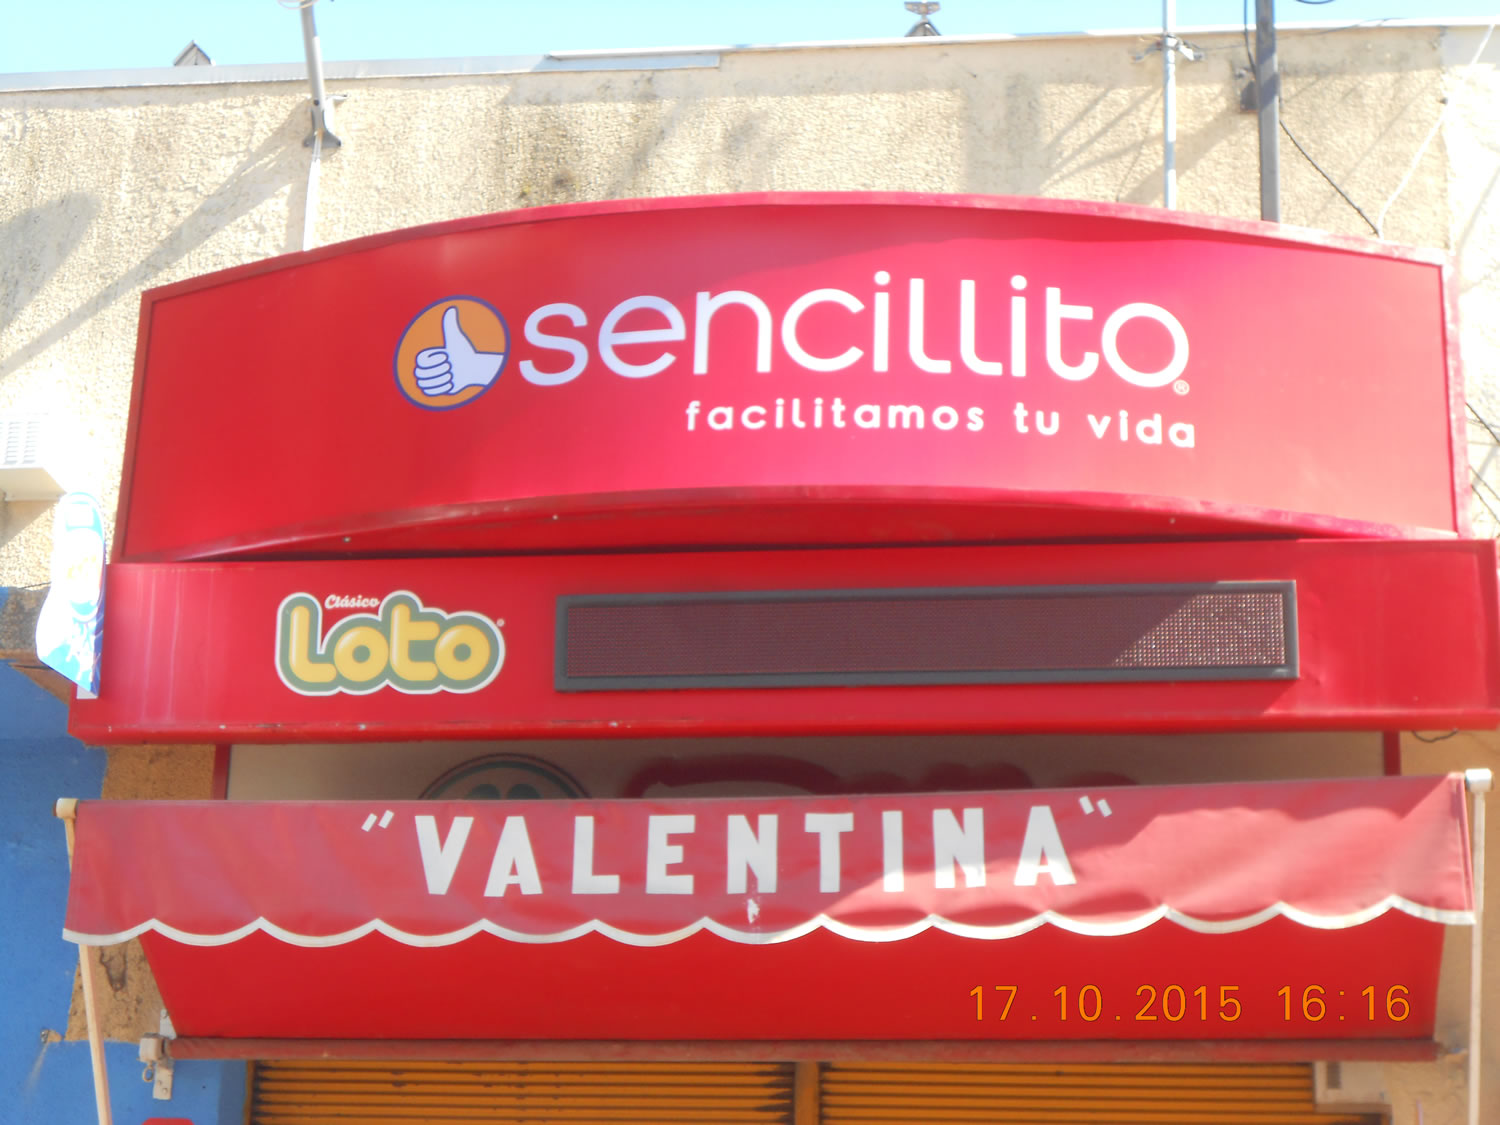 sencillito®
facilitamos tu vida
Clásico
Loto®
"VALENTINA"
17.10.2015 16:16